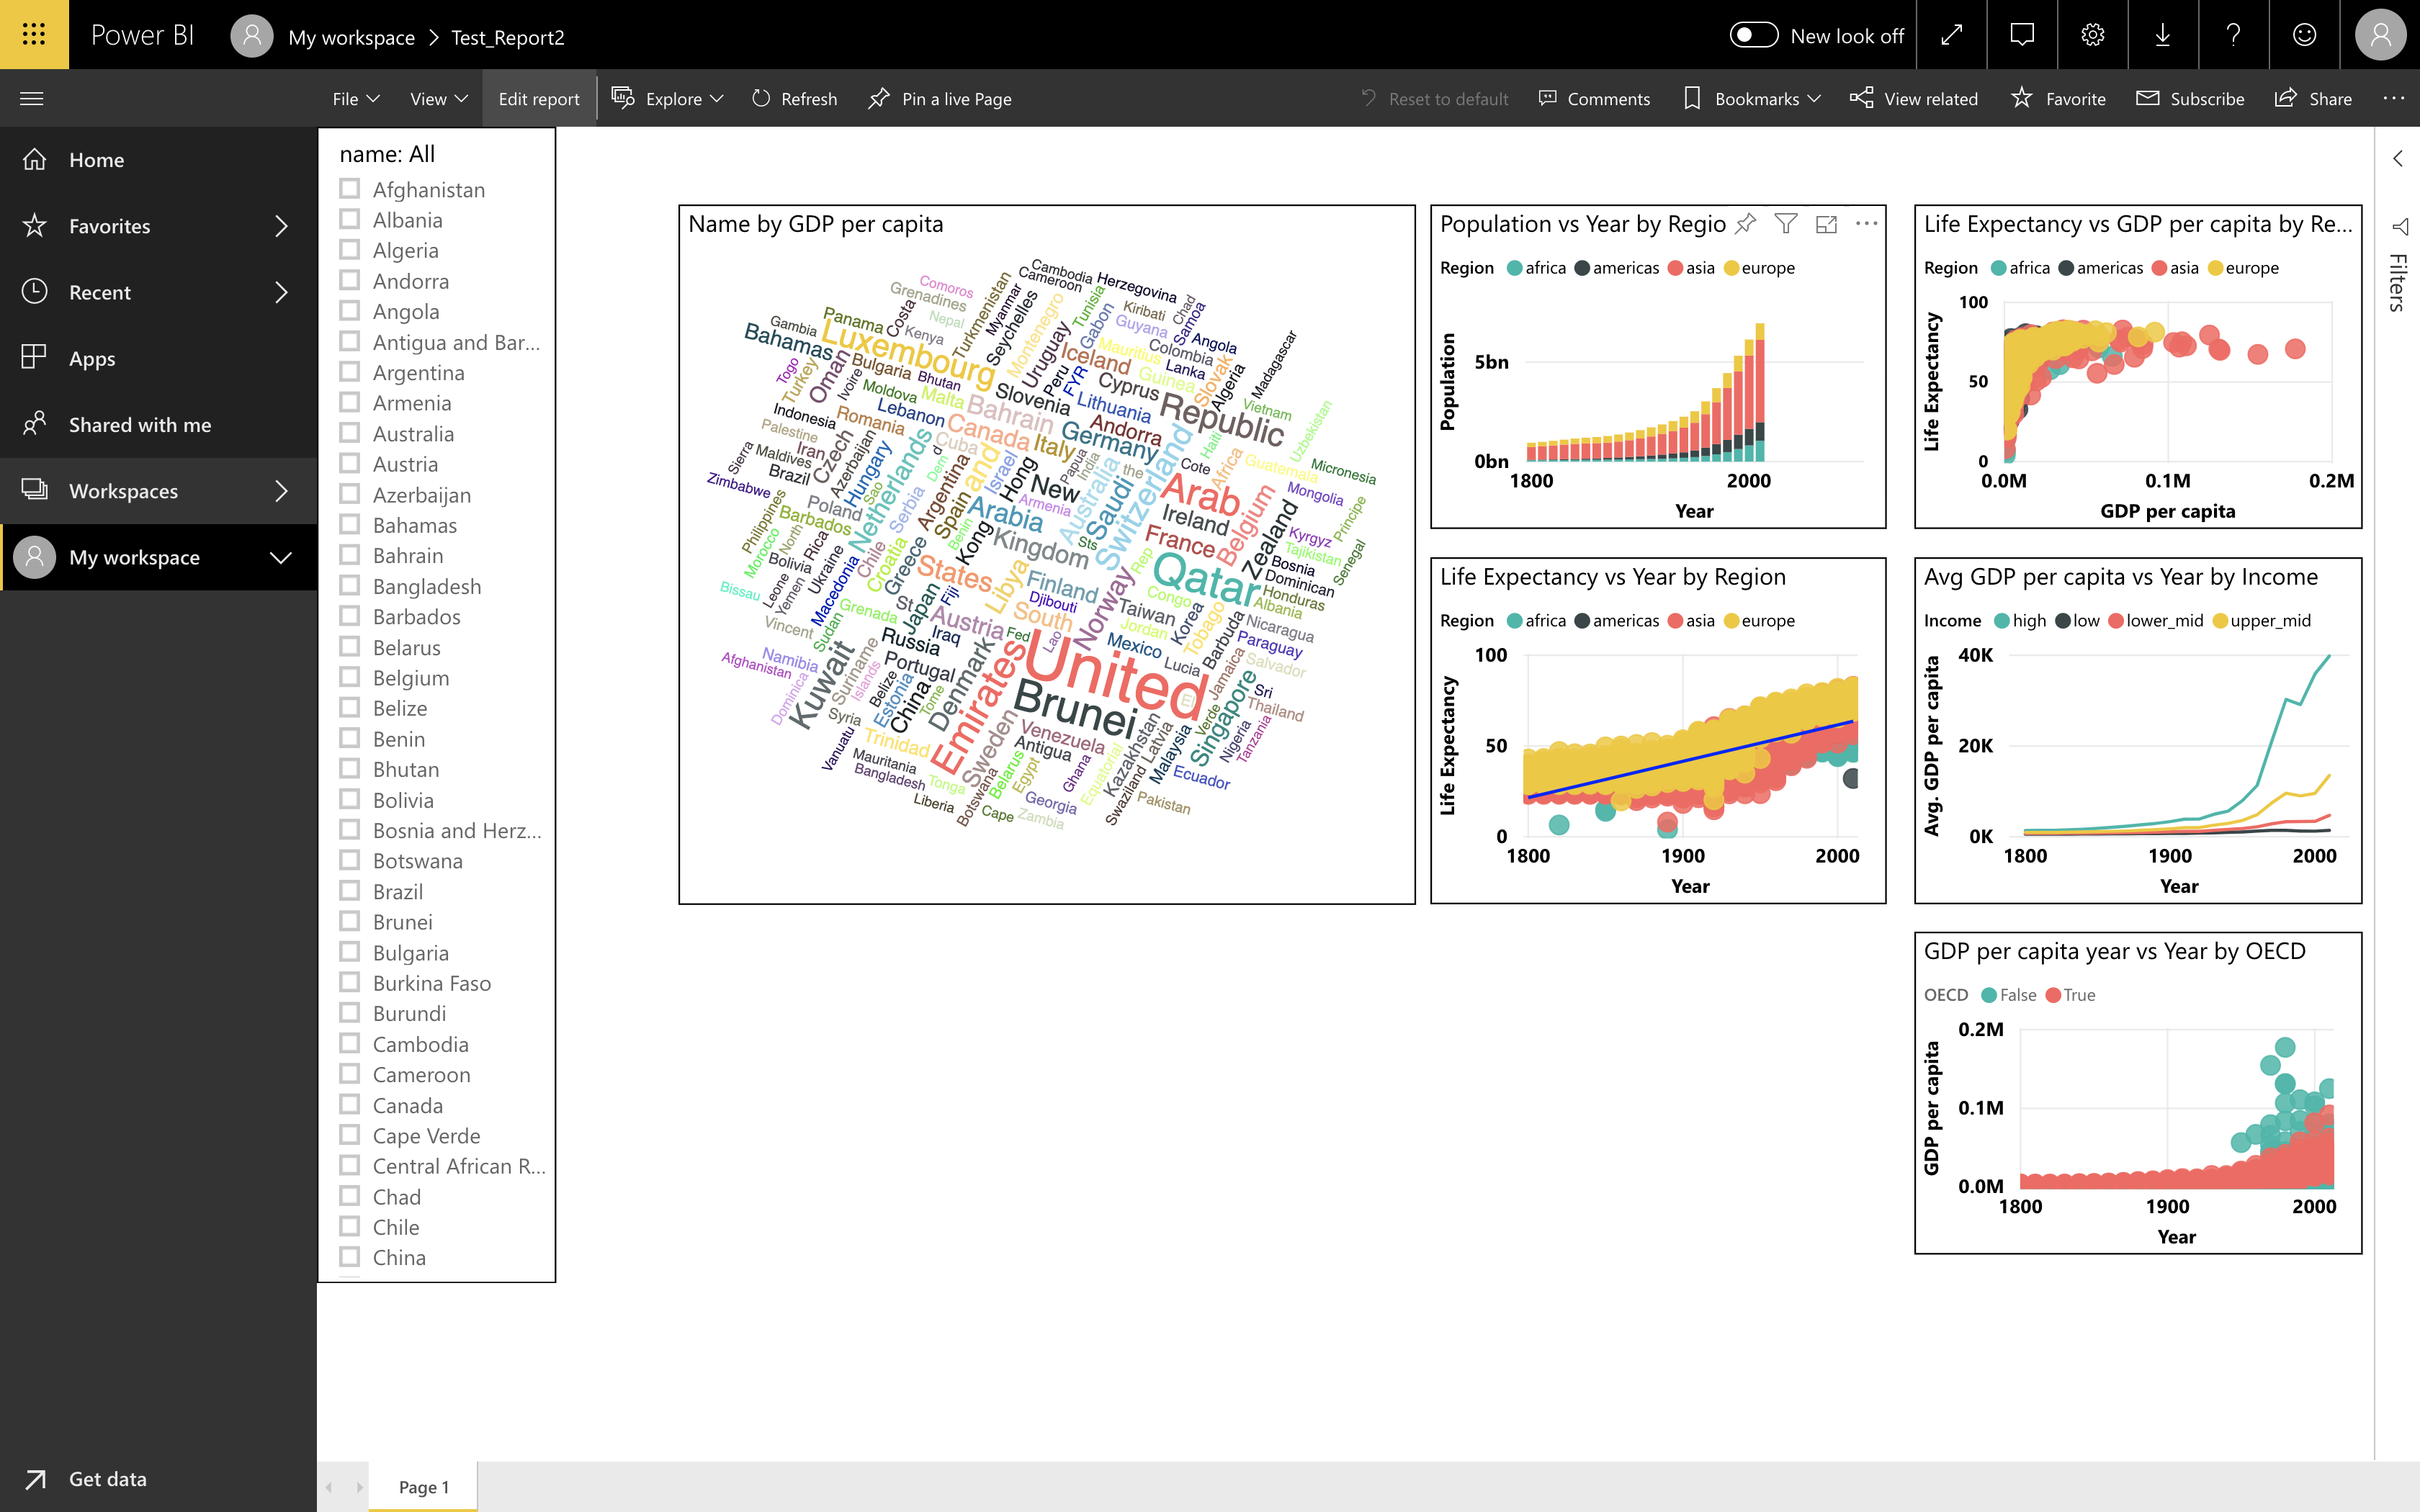 Power BI My workspace > Test_Report2 New look off
File View Edit report Explore Refresh Pin a live Page Reset to default Comments Bookmarks View related Favorite Subscribe Share
Home
Favorites
Recent
Apps
Shared with me
Workspaces
My workspace
Get data
name: All
Afghanistan
Albania
Algeria
Andorra
Angola
Antigua and Bar...
Argentina
Armenia
Australia
Austria
Azerbaijan
Bahamas
Bahrain
Bangladesh
Barbados
Belarus
Belgium
Belize
Benin
Bhutan
Bolivia
Bosnia and Herz...
Botswana
Brazil
Brunei
Bulgaria
Burkina Faso
Burundi
Cambodia
Cameroon
Canada
Cape Verde
Central African R...
Chad
Chile
China
Name by GDP per capita
Cambodia
Cameroon
Herzegovina
Comoros
Grenadines
Turkmenistan
Myanmar
Seychelles
Montenegro
Tunisia
Gabon
Kiribati
Guyana
Chad
Samoa
Angola
Panama
Costa
Nepal
Kenya
Gambia
Bahamas
Luxembourg
Uruguay
Iceland
Mauritius
Colombia
Lanka
Madagascar
Togo
Turkey
Oman
Ivoire
Bulgaria
Bhutan
Moldova
Malta
Slovenia
Peru
FYR
Cyprus
Guinea
Slovak
Algeria
Vietnam
Uzbekistan
Indonesia
Romania
Lebanon
Bahrain
Lithuania
Republic
Palestine
Iran
Czech
Azerbaijan
Hungary
Netherlands
Cuba
Canada
Italy
Germany
Andorra
Switzerland
Haiti
Sierra
Maldives
Brazil
d
Dem
Argentina
and
Israel
Hong
Papua
India
the
Australia
Saudi
Cote
Africa
Guatemala
Micronesia
Zimbabwe
Philippines
Poland
Sao
Serbia
Spain
Arabia
New
Armenia
Arab
Belgium
Mongolia
Principe
Morocco
North
Barbados
Rica
Bolivia
Ukraine
Chile
Croatia
Greece
Benin
Kong
Kingdom
Sts
Ireland
France
Zealand
Kyrgyz
Tajikistan
Senegal
Bissau
Leone
Yemen
Macedonia
Grenada
States
Fiji
Libya
Finland
Rep
Qatar
Bosnia
Dominican
Honduras
Albania
Vincent
Sudan
St
Japan
Austria
South
Djibouti
Norway
Taiwan
Congo
Jordan
Korea
Tobago
Barbuda
Nicaragua
Paraguay
Afghanistan
Namibia
Dominica
Kuwait
Suriname
Islands
Russia
Iraq
Fed
Lao
Mexico
Lucia
Jamaica
Salvador
Portugal
Belize
Estonia
China
Tome
Denmark
Emirates
United
Brunei
El
Verde
Singapore
Sri
Thailand
Syria
Vanuatu
Trinidad
Sweden
Venezuela
Antigua
Kazakhstan
Latvia
Malaysia
Nigeria
Tanzania
Mauritania
Bangladesh
Tonga
Belarus
Egypt
Ghana
Equatorial
Swaziland
Ecuador
Liberia
Botswana
Cape
Georgia
Zambia
Pakistan
Population vs Year by Regio
Region africa americas asia europe
Population
5bn
0bn
1800 2000
Year
Life Expectancy vs GDP per capita by Re...
Region africa americas asia europe
Life Expectancy
100
50
0
0.0M 0.1M 0.2M
GDP per capita
Life Expectancy vs Year by Region
Region africa americas asia europe
Life Expectancy
100
50
0
1800 1900 2000
Year
Avg GDP per capita vs Year by Income
Income high low lower_mid upper_mid
Avg. GDP per capita
40K
20K
0K
1800 1900 2000
Year
GDP per capita year vs Year by OECD
OECD False True
GDP per capita
0.2M
0.1M
0.0M
1800 1900 2000
Year
Filters
Page 1